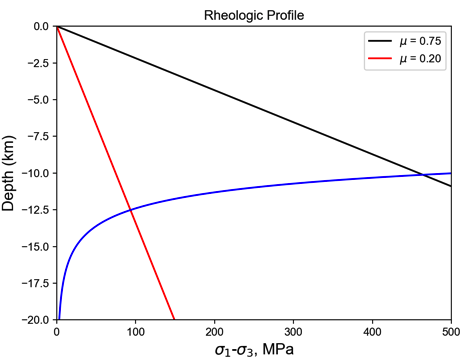 Rheologic Profile
μ = 0.75
μ = 0.20
Depth (km)
0.0
−2.5
−5.0
−7.5
−10.0
−12.5
−15.0
−17.5
−20.0
0 100 200 300 400 500
σ₁-σ₃, MPa